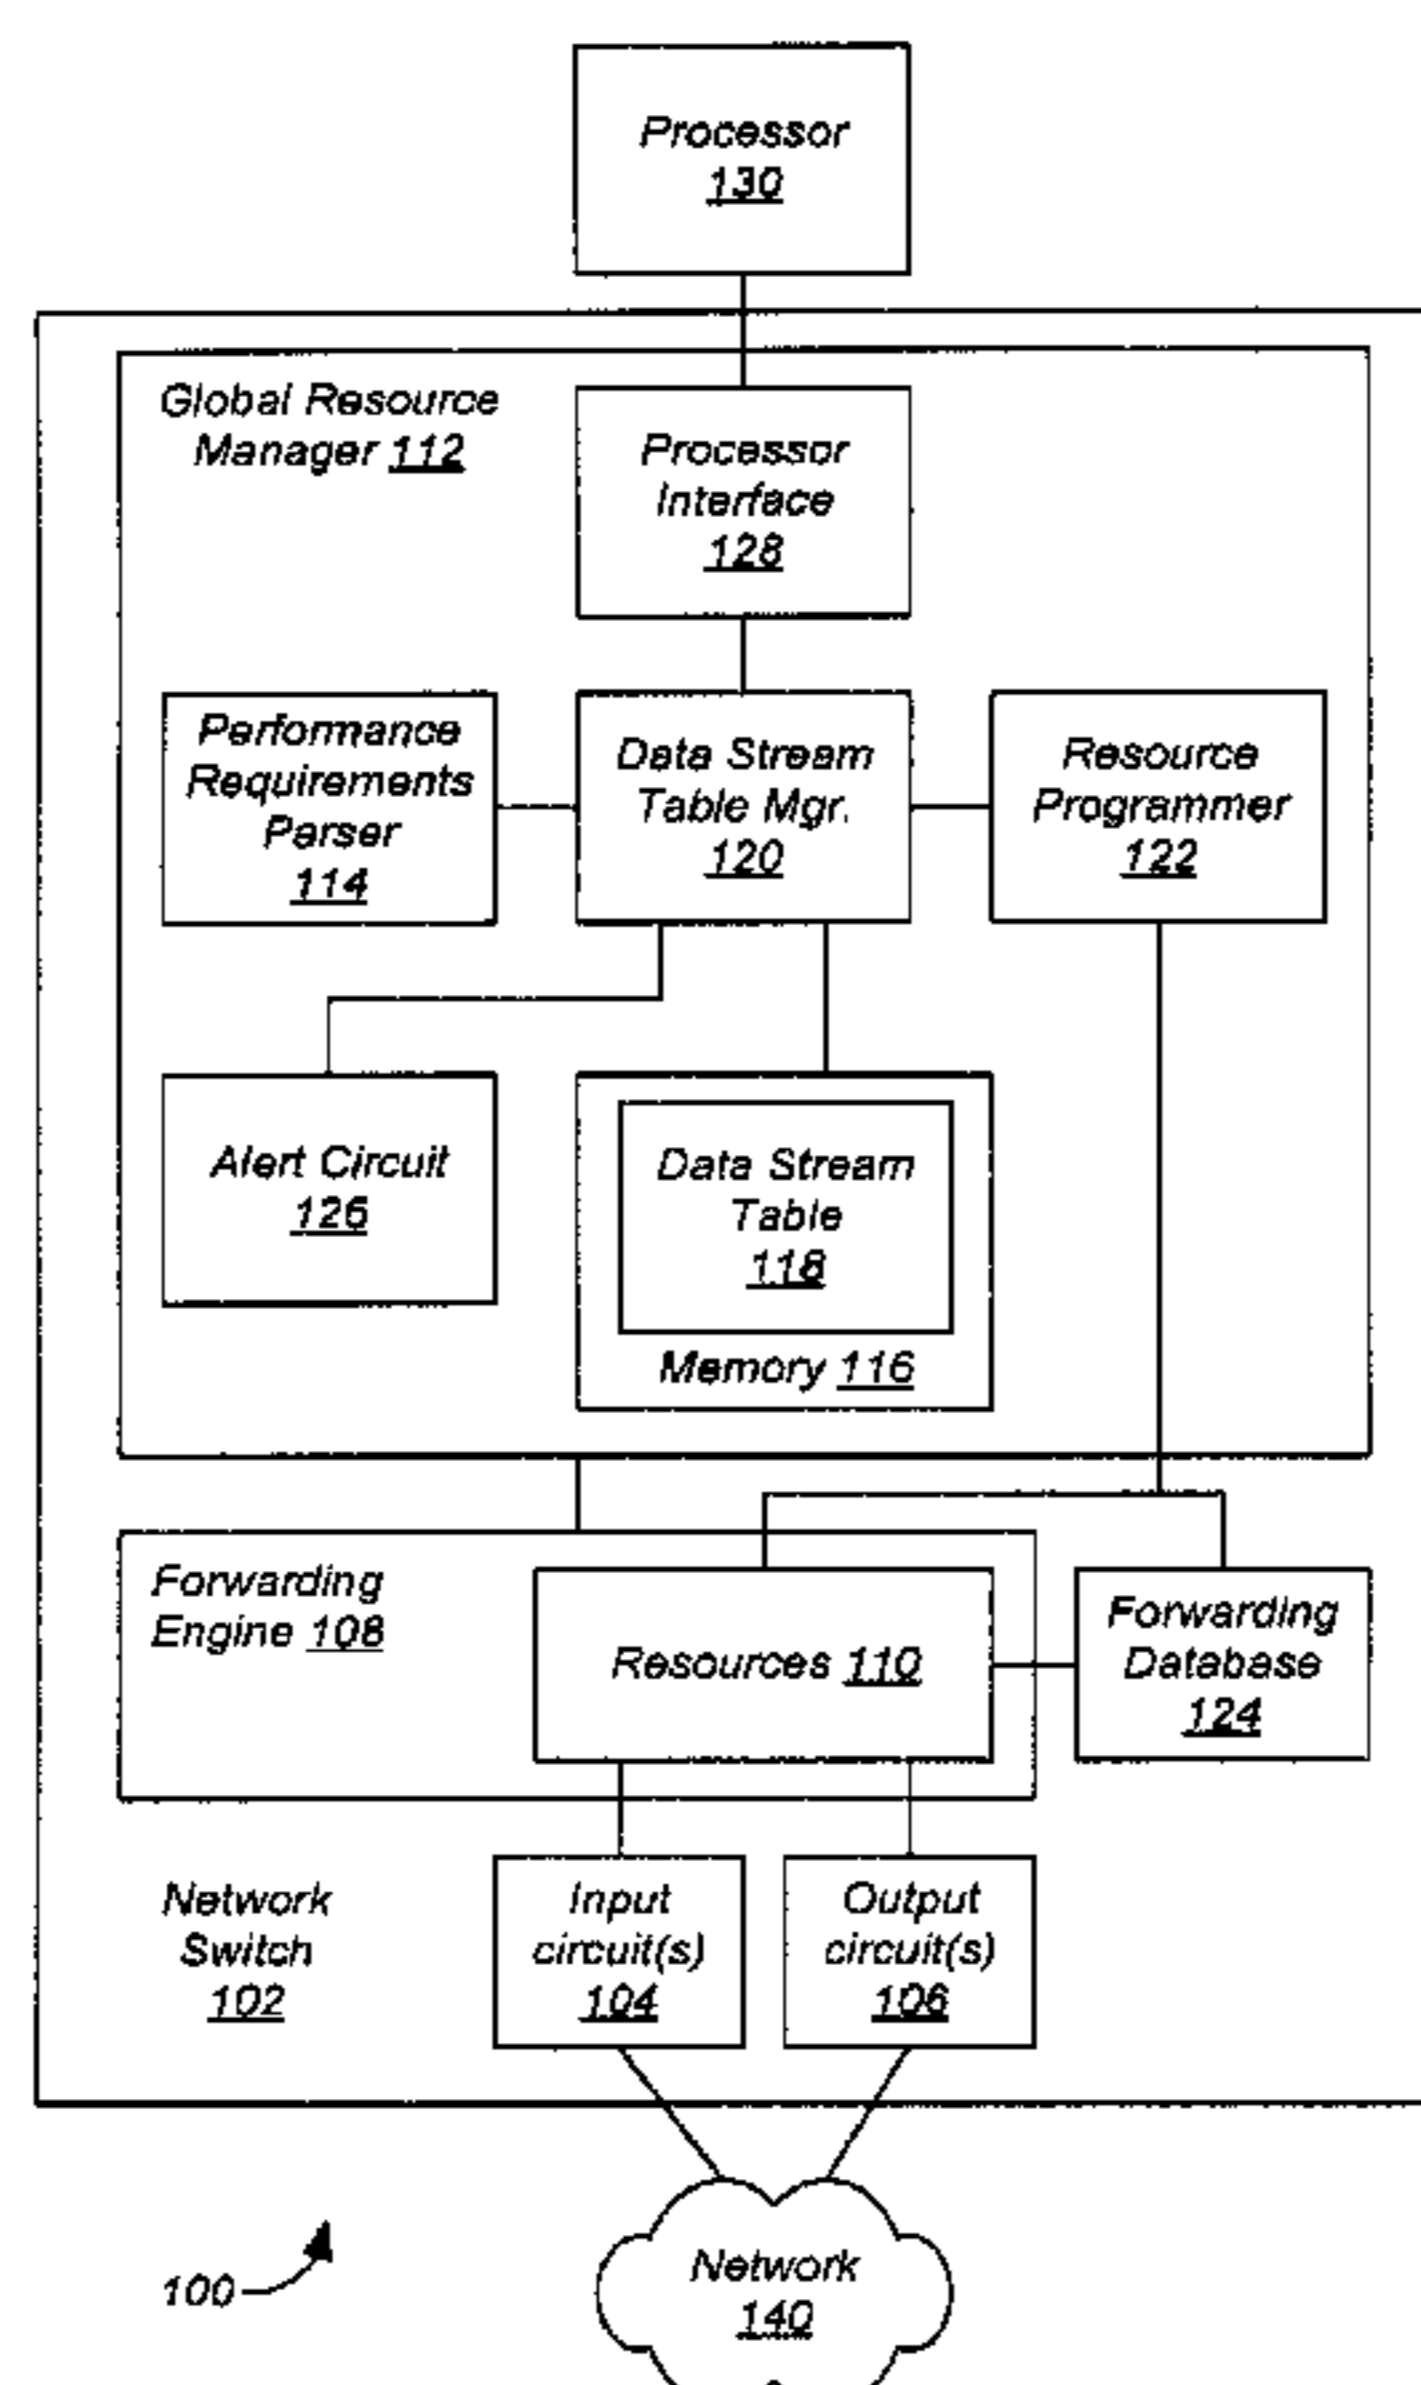 Processor
130
Global Resource
Manager 112
Processor
Interface
128
Performance
Requirements
Parser
114
Data Stream
Table Mgr.
120
Resource
Programmer
122
Alert Circuit
126
Data Stream
Table
118
Memory 116
Forwarding
Engine 108
Resources 110
Forwarding
Database
124
Network
Switch
102
Input
circuit(s)
104
Output
circuit(s)
106
100
Network
140